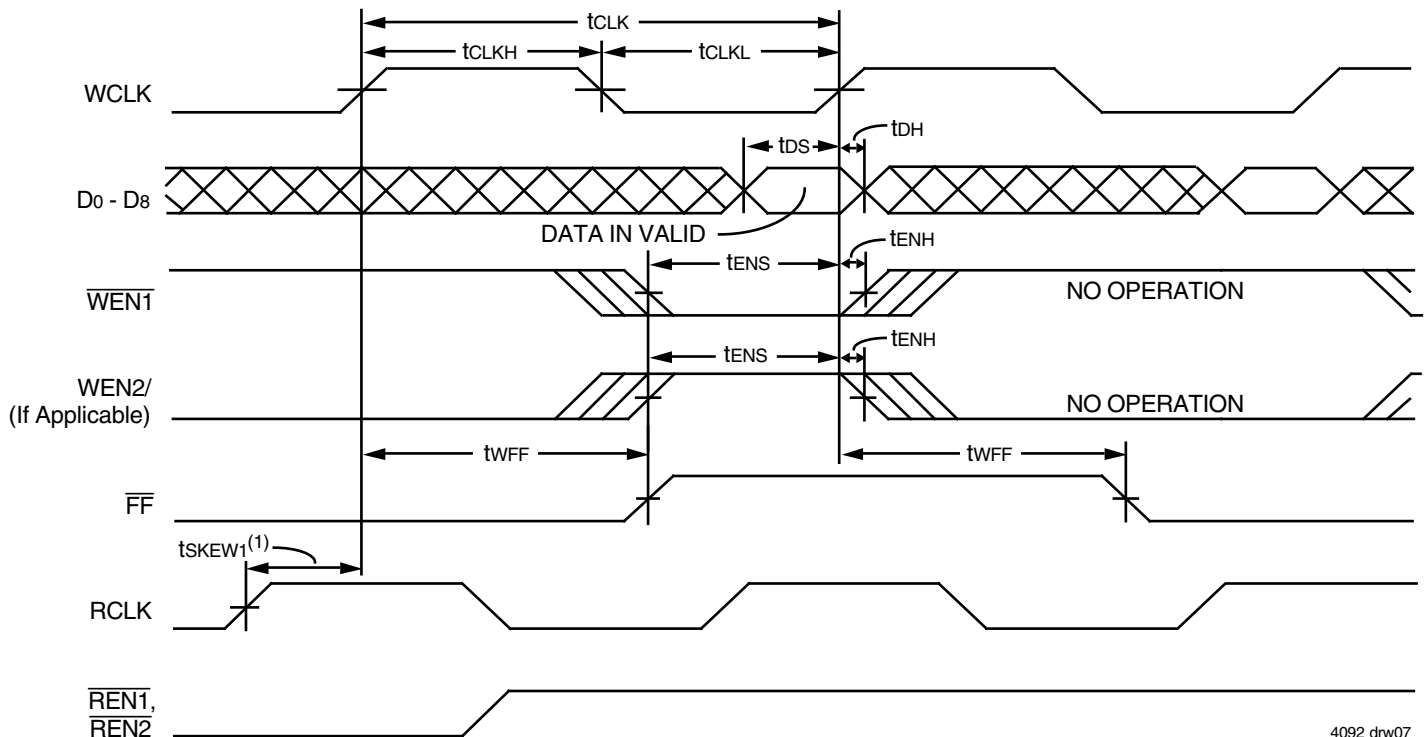 tCLK
tCLKH
tCLKL
WCLK
tDH
tDS
D0 - D8
DATA IN VALID
tENH
tENS
WEN1
NO OPERATION
tENH
tENS
WEN2/
(If Applicable)
NO OPERATION
tWFF
tWFF
FF
tSKEW1(1)
RCLK
REN1,
REN2
4092 drw07